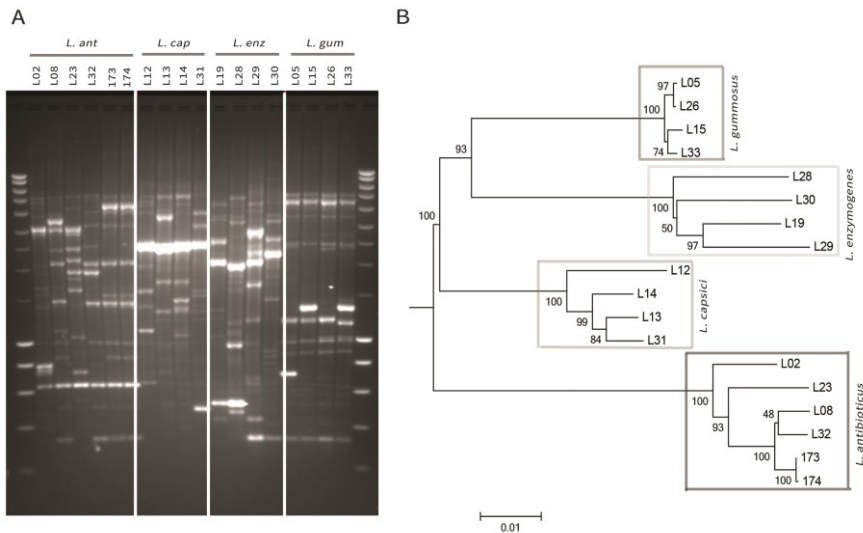 A
L. ant
L. cap
L. enz
L. gum
L02
L08
L23
L32
173
174
L12
L13
L14
L31
L19
L28
L29
L30
L05
L15
L26
L33
B
97
L05
L26
100
L15
74
L33
L. gummosus
93
L28
100
L30
50
L19
97
L29
L. enzymogenes
100
L12
100
L14
99
L13
84
L31
L. capsici
L02
100
L23
93
48
L08
L32
100
173
100
174
L. antibioticus
0.01